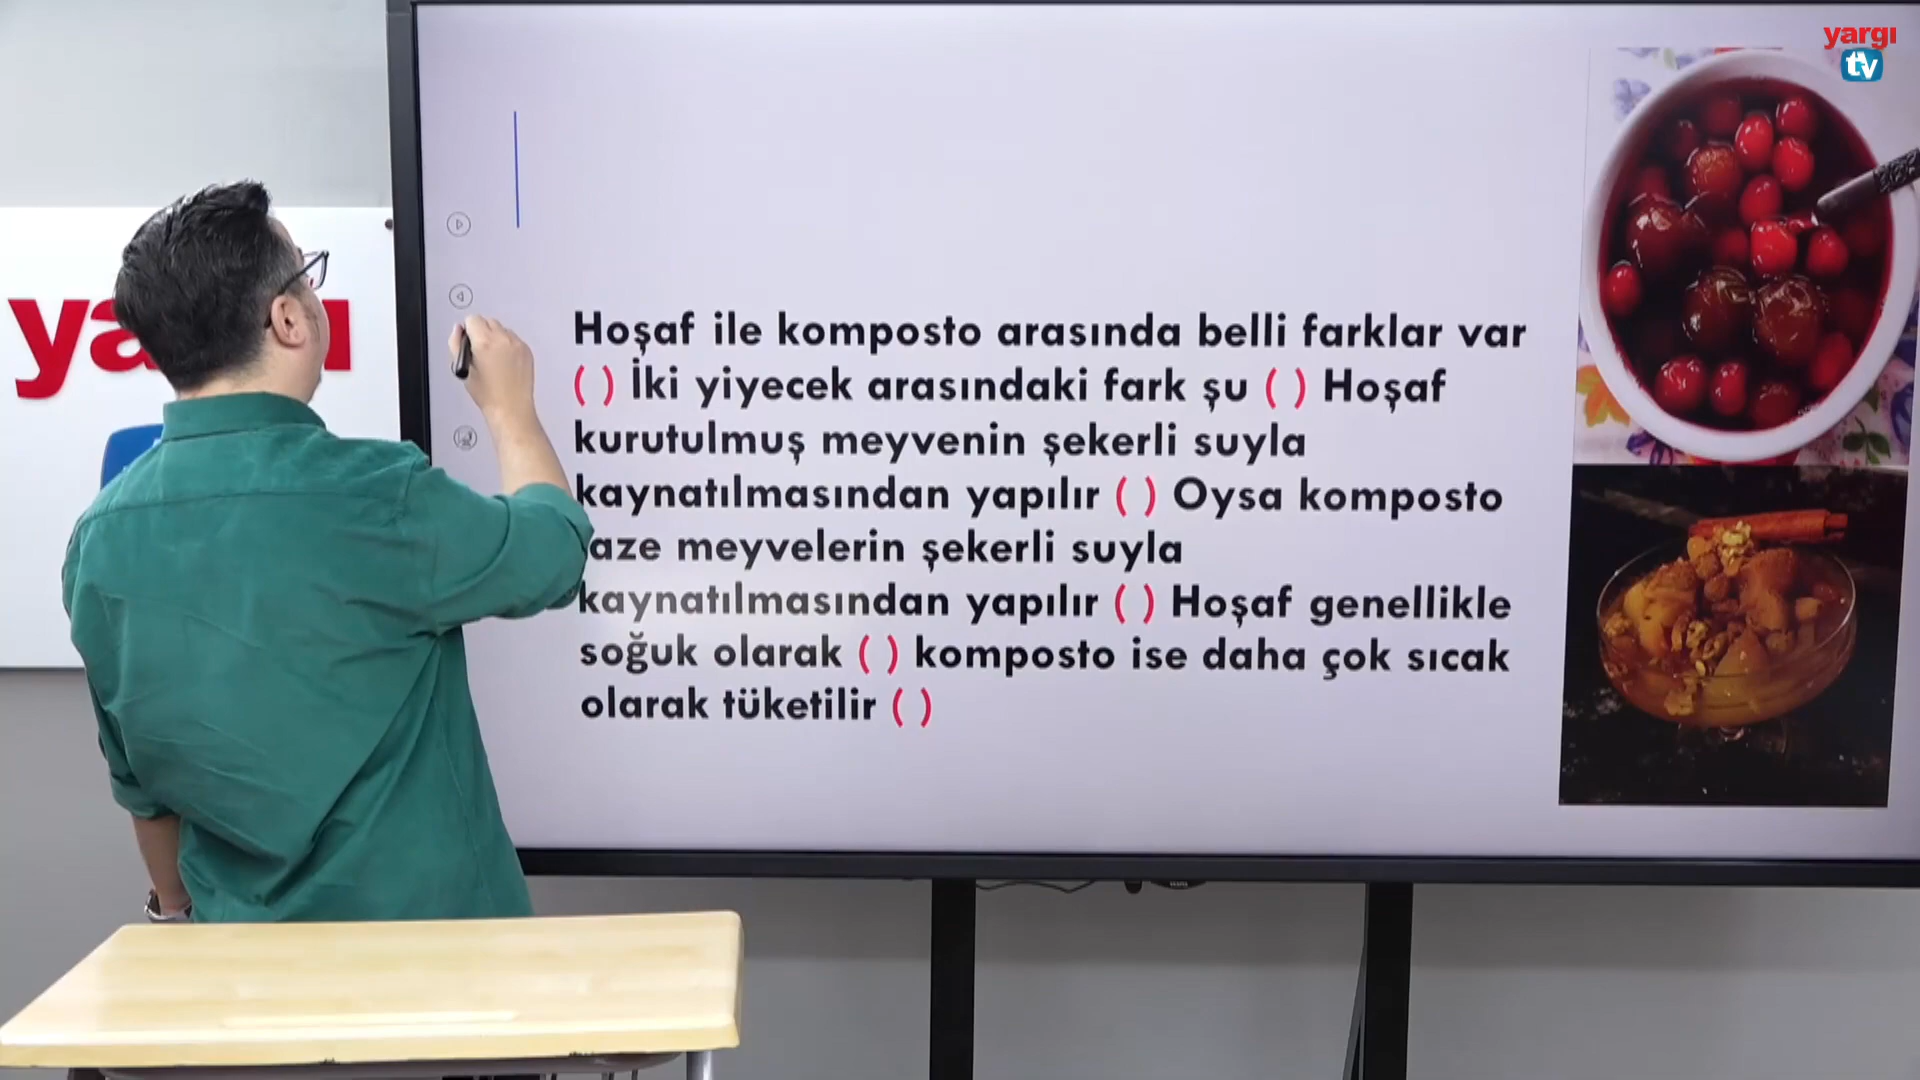 yargı
tv
Hoşaf ile komposto arasında belli farklar var
( ) İki yiyecek arasındaki fark şu ( ) Hoşaf
kurutulmuş meyvenin şekerli suyla
kaynatılmasından yapılır ( ) Oysa komposto
aze meyvelerin şekerli suyla
kaynatılmasından yapılır ( ) Hoşaf genellikle
soğuk olarak ( ) komposto ise daha çok sıcak
olarak tüketilir ( )